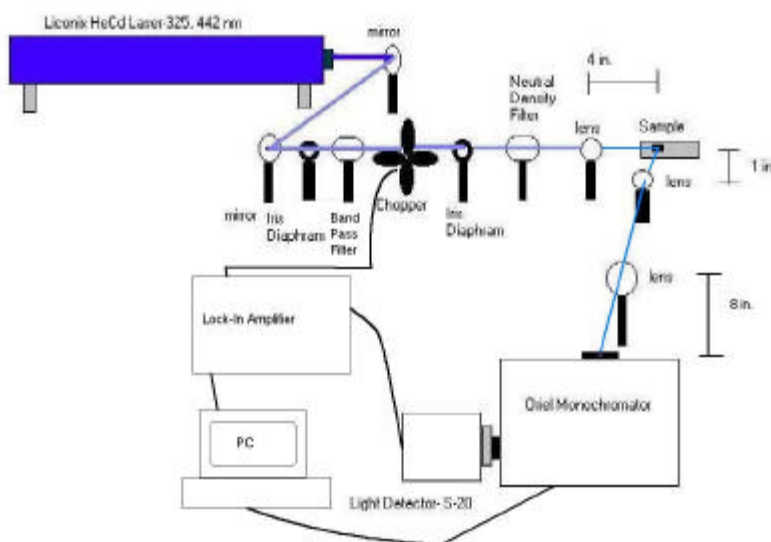 Liconix HeCd Laser-325, 442 nm
mirror
4 in.
Neutral
Density
Filter
lens
Sample
1 in
lens
mirror
Iris
Diaphram
Band
Pass
Filter
Chopper
Iris
Diaphram
lens
8 in.
Lock-In Amplifier
Oriel Monochromator
PC
Light Detector- S-20